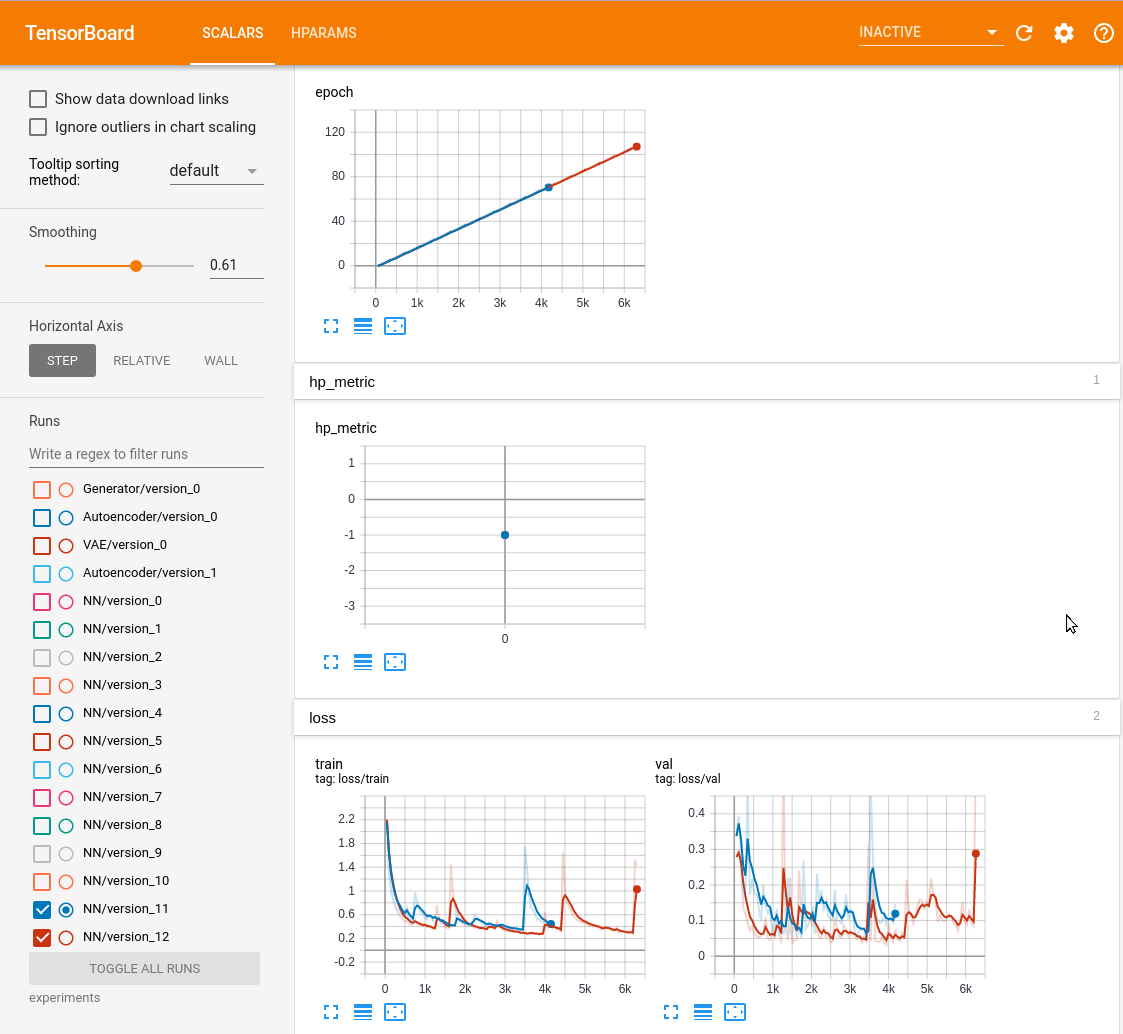 TensorBoard
SCALARS
HPARAMS
INACTIVE
Show data download links
Ignore outliers in chart scaling
Tooltip sorting
method:
default
Smoothing
0.61
Horizontal Axis
STEP
RELATIVE
WALL
Runs
Write a regex to filter runs
Generator/version_0
Autoencoder/version_0
VAE/version_0
Autoencoder/version_1
NN/version_0
NN/version_1
NN/version_2
NN/version_3
NN/version_4
NN/version_5
NN/version_6
NN/version_7
NN/version_8
NN/version_9
NN/version_10
NN/version_11
NN/version_12
TOGGLE ALL RUNS
experiments
epoch
120
80
40
0
0 1k 2k 3k 4k 5k 6k
hp_metric
1
hp_metric
1
0
-1
-2
-3
0
loss
2
train
tag: loss/train
2.2
1.8
1.4
1
0.6
0.2
-0.2
0 1k 2k 3k 4k 5k 6k
val
tag: loss/val
0.4
0.3
0.2
0.1
0
0 1k 2k 3k 4k 5k 6k